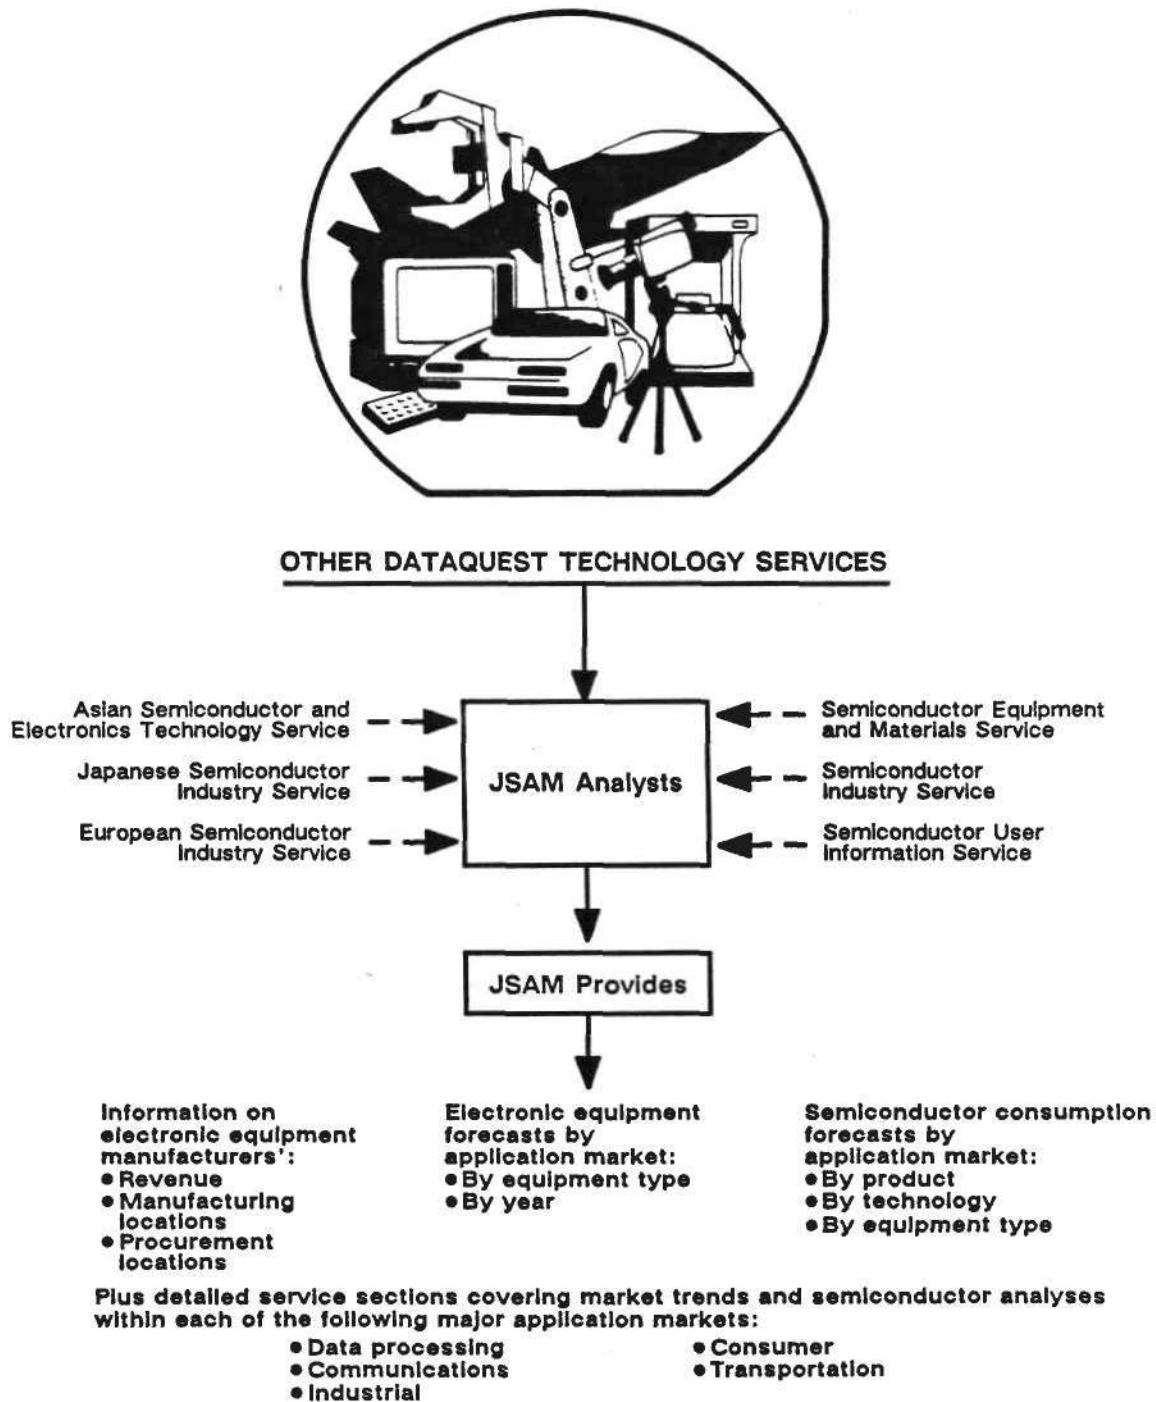 OTHER DATAQUEST TECHNOLOGY SERVICES
Asian Semiconductor and
Electronics Technology Service
Japanese Semiconductor
Industry Service
European Semiconductor
Industry Service
JSAM Analysts
Semiconductor Equipment
and Materials Service
Semiconductor
Industry Service
Semiconductor User
Information Service
JSAM Provides
Information on
electronic equipment
manufacturers':
● Revenue
● Manufacturing
locations
● Procurement
locations
Electronic equipment
forecasts by
application market:
● By equipment type
● By year
Semiconductor consumption
forecasts by
application market:
● By product
● By technology
● By equipment type
Plus detailed service sections covering market trends and semiconductor analyses
within each of the following major application markets:
● Data processing
● Communications
● Industrial
● Consumer
● Transportation